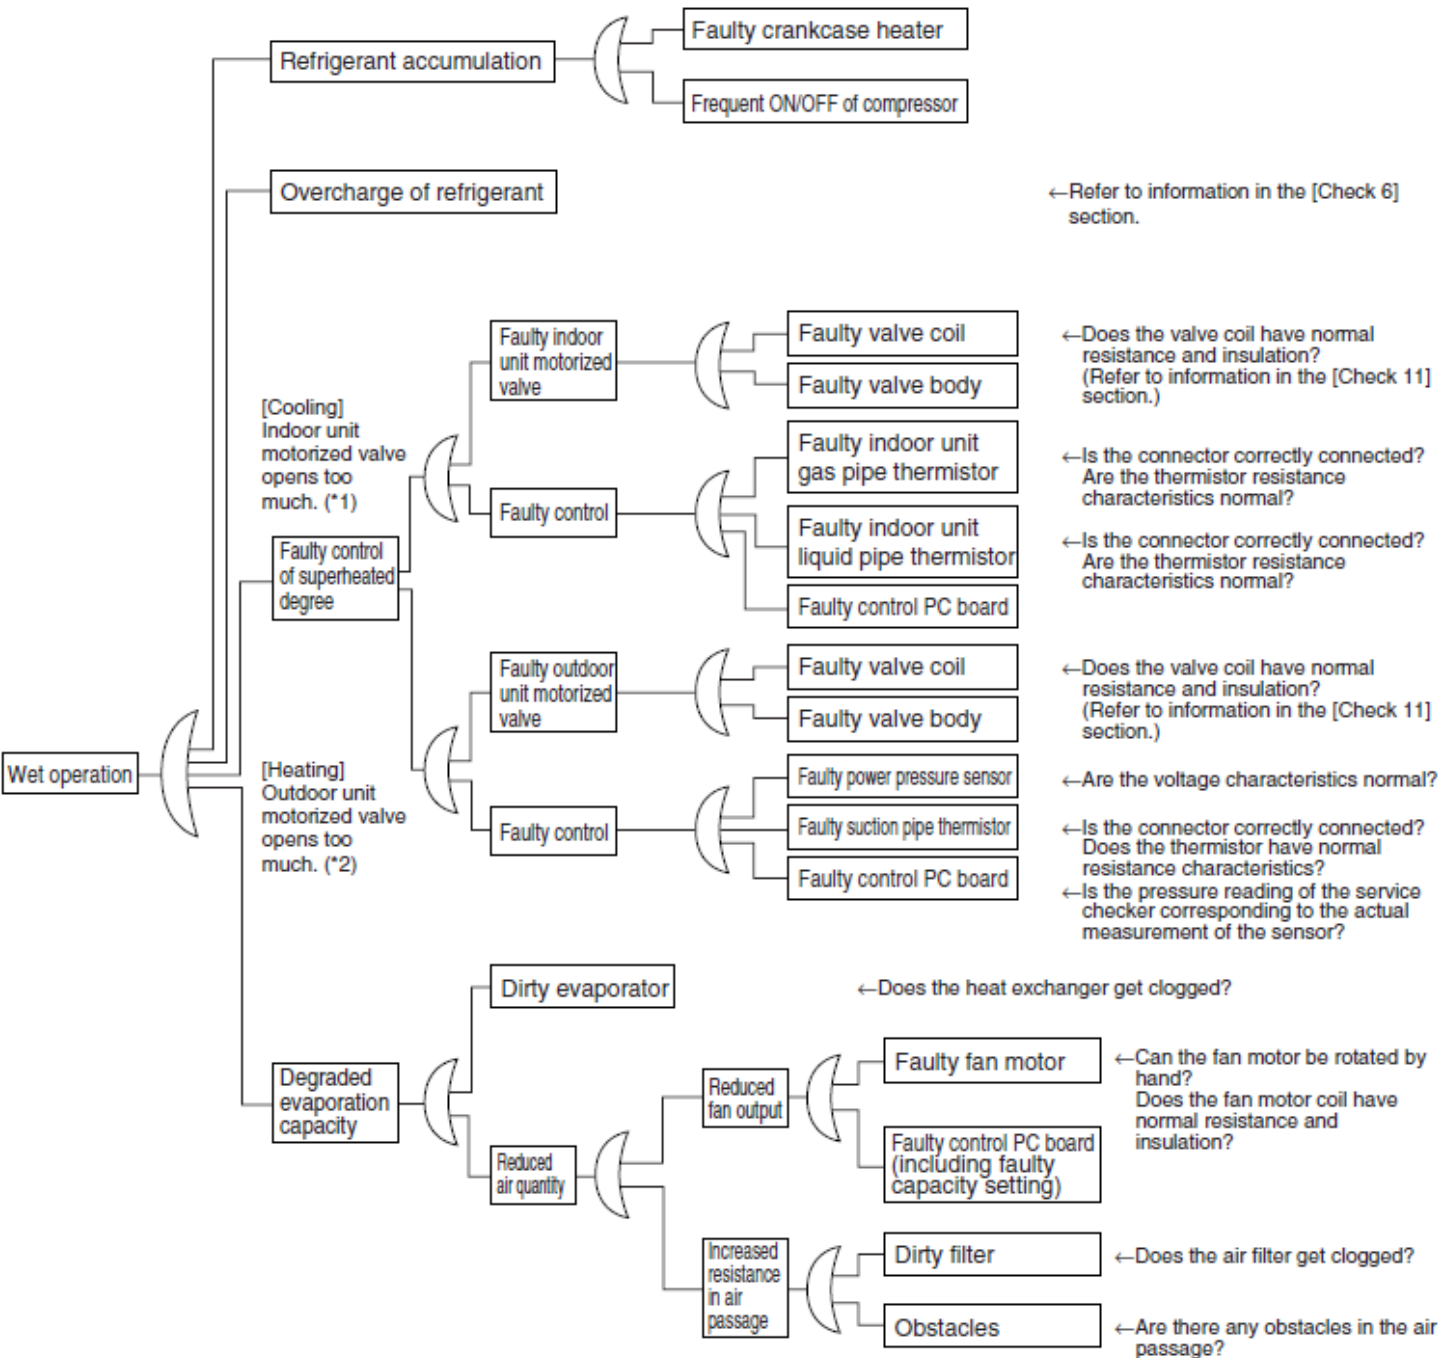 Faulty crankcase heater
Refrigerant accumulation
Frequent ON/OFF of compressor
Overcharge of refrigerant
←Refer to information in the [Check 6]
section.
Faulty indoor
unit motorized
valve
Faulty valve coil
Faulty valve body
←Does the valve coil have normal
resistance and insulation?
(Refer to information in the [Check 11]
section.)
[Cooling]
Indoor unit
motorized valve
opens too
much. (*1)
Faulty indoor unit
gas pipe thermistor
←Is the connector correctly connected?
Are the thermistor resistance
characteristics normal?
Faulty control
Faulty indoor unit
liquid pipe thermistor
←Is the connector correctly connected?
Are the thermistor resistance
characteristics normal?
Faulty control
of superheated
degree
Faulty control PC board
Faulty outdoor
unit motorized
valve
Faulty valve coil
Faulty valve body
←Does the valve coil have normal
resistance and insulation?
(Refer to information in the [Check 11]
section.)
Wet operation
[Heating]
Outdoor unit
motorized valve
opens too
much. (*2)
Faulty power pressure sensor
←Are the voltage characteristics normal?
Faulty control
Faulty suction pipe thermistor
←Is the connector correctly connected?
Does the thermistor have normal
resistance characteristics?
Faulty control PC board
←Is the pressure reading of the service
checker corresponding to the actual
measurement of the sensor?
Dirty evaporator
←Does the heat exchanger get clogged?
Degraded
evaporation
capacity
Reduced
fan output
Faulty fan motor
←Can the fan motor be rotated by
hand?
Does the fan motor coil have
normal resistance and
insulation?
Reduced
air quantity
Faulty control PC board
(including faulty
capacity setting)
Increased
resistance
in air
passage
Dirty filter
←Does the air filter get clogged?
Obstacles
←Are there any obstacles in the air
passage?